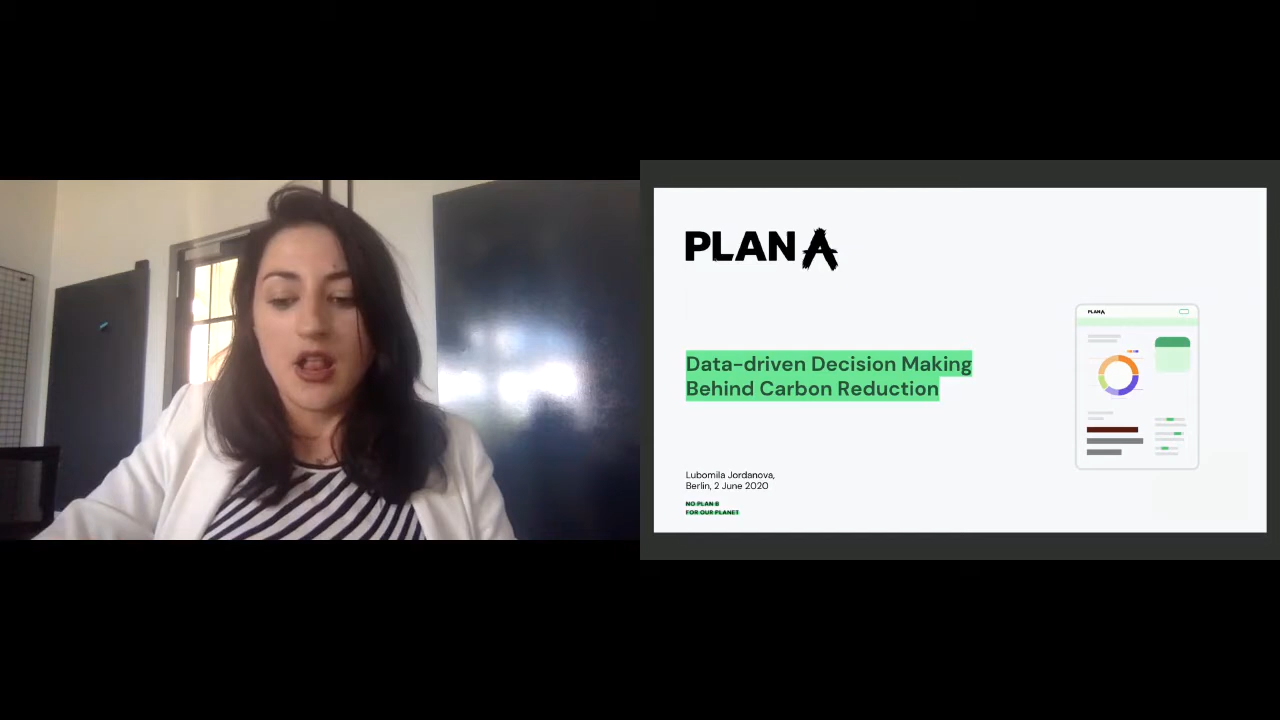 PLAN A
Data-driven Decision Making
Behind Carbon Reduction
Lubomila Jordanova,
Berlin, 2 June 2020
NO PLAN B
FOR OUR PLANET
PLAN A